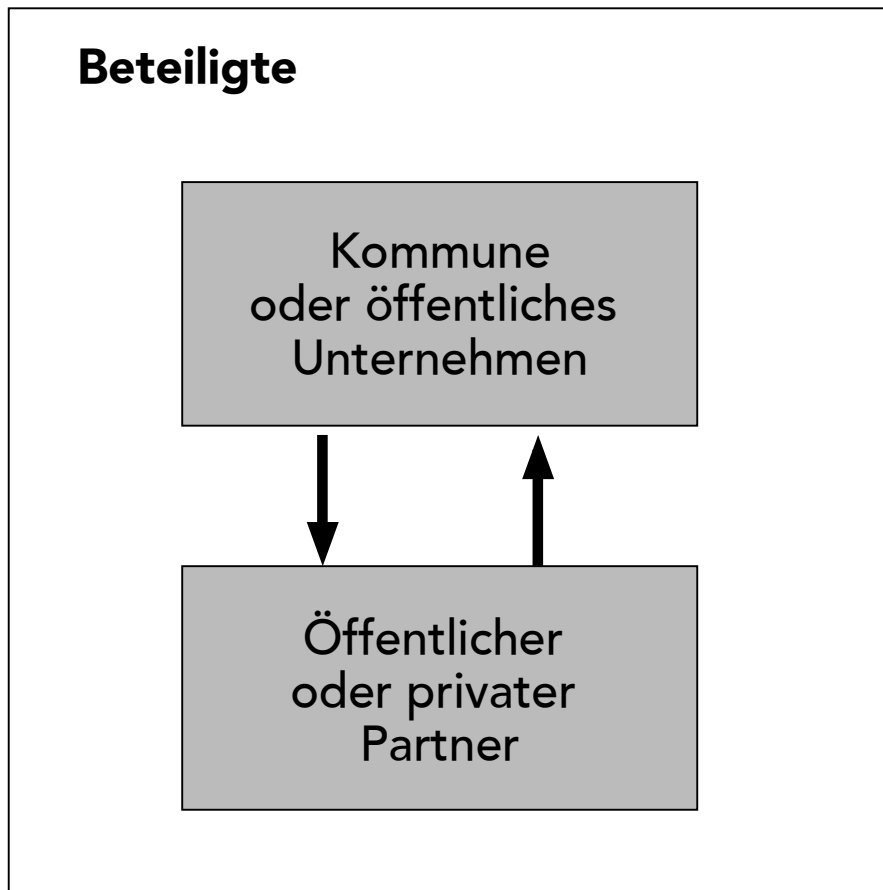 Beteiligte
Kommune
oder öffentliches
Unternehmen
Öffentlicher
oder privater
Partner